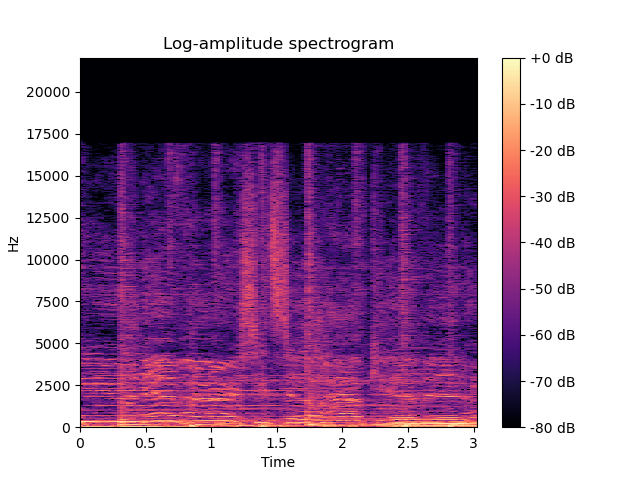 Log-amplitude spectrogram
+0 dB
20000
-10 dB
17500
-20 dB
15000
-30 dB
12500
-40 dB
Hz
10000
-50 dB
7500
-60 dB
5000
-70 dB
2500
0
-80 dB
0 0.5 1 1.5 2 2.5 3
Time